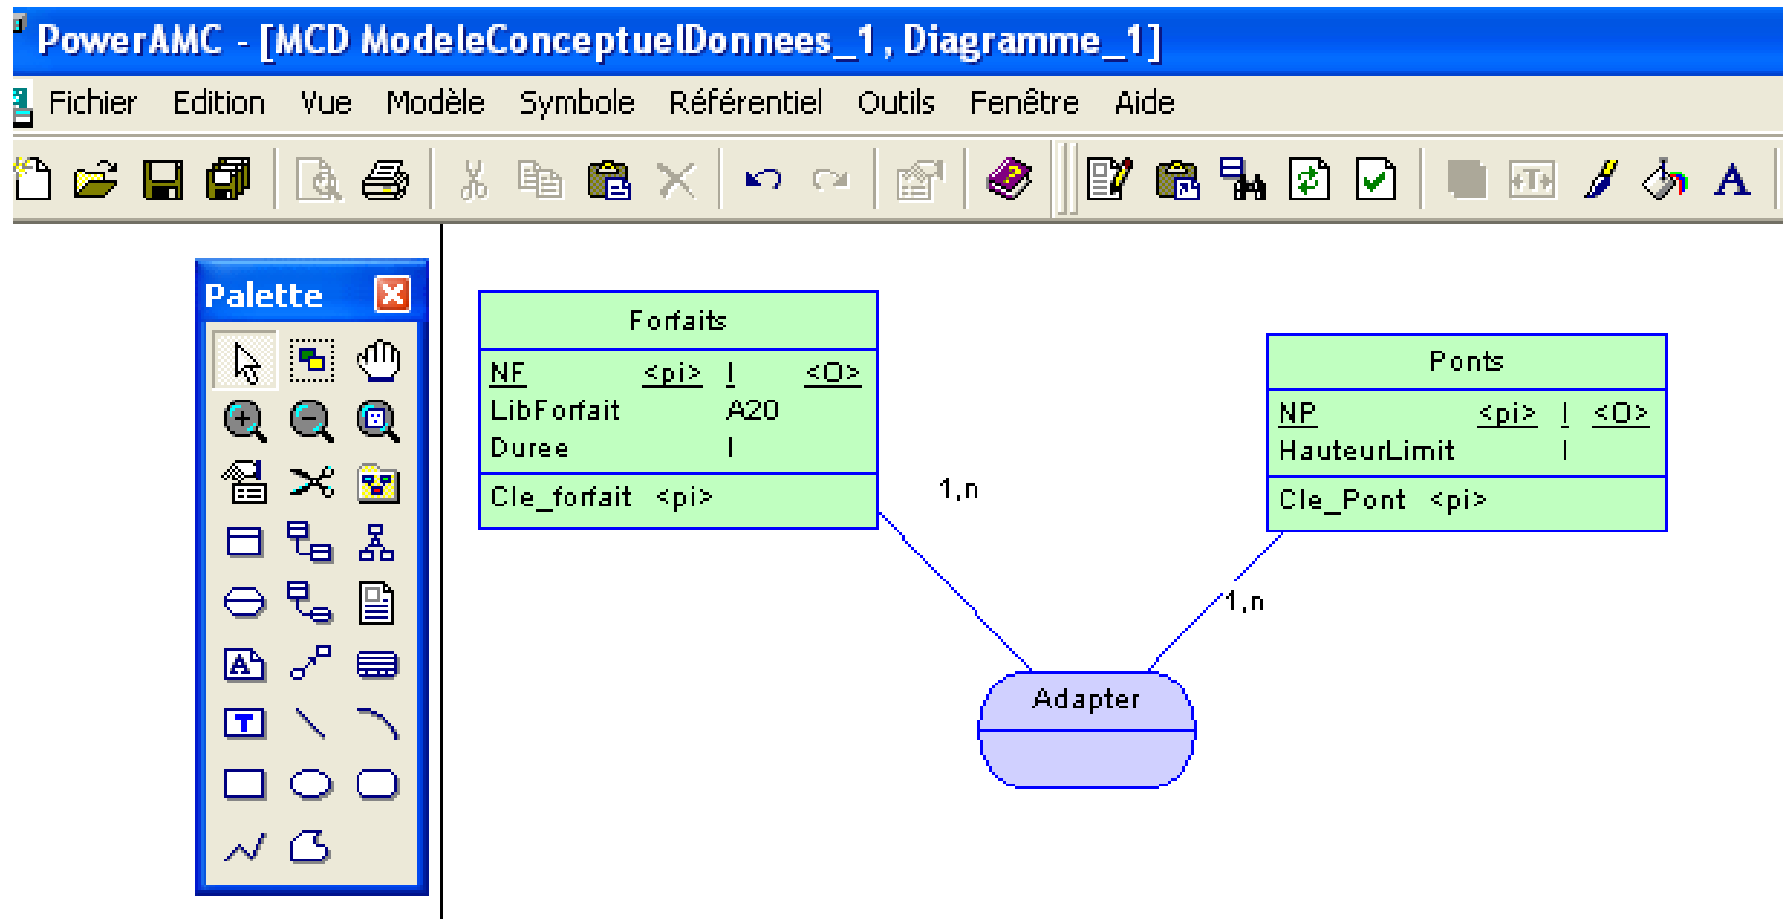 PowerAMC - [MCD ModeleConceptuelDonnees_1, Diagramme_1]
Fichier Edition Vue Modèle Symbole Référentiel Outils Fenêtre Aide
Palette
Forfaits
NF <pi> I <O>
LibForfait A20
Duree I
Cle_forfait <pi>
Ponts
NP <pi> I <O>
HauteurLimit I
Cle_Pont <pi>
1,n
1,n
Adapter